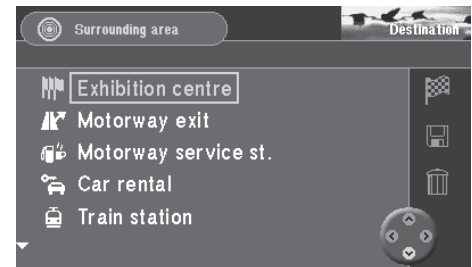 Surrounding area
Destination
Exhibition centre
Motorway exit
Motorway service st.
Car rental
Train station